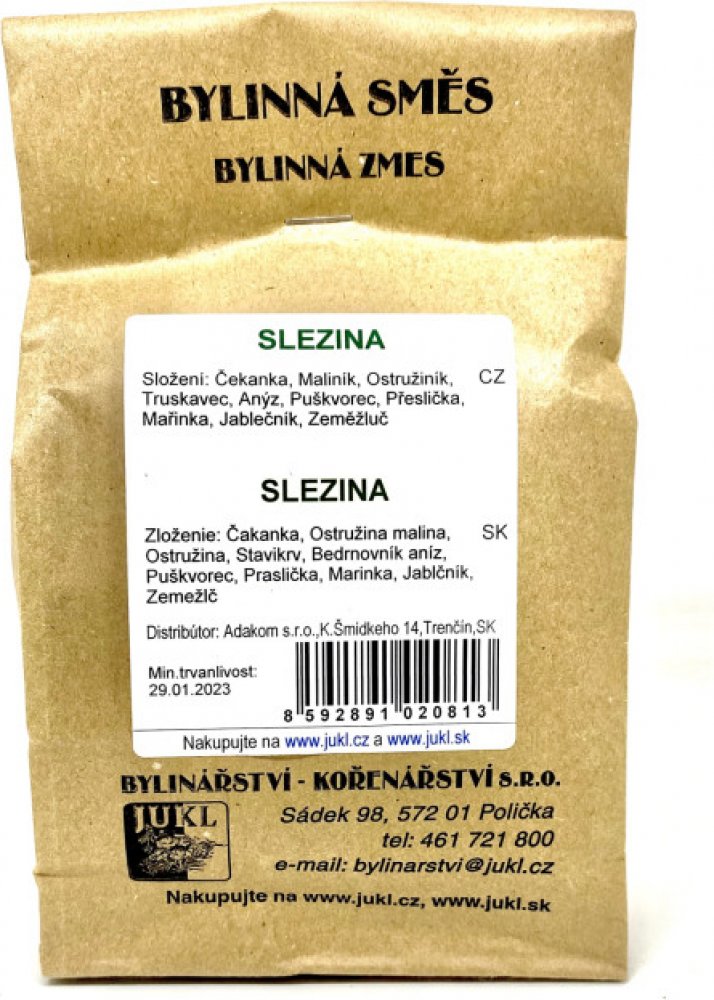 BYLINNÁ SMĚS
BYLINNÁ ZMES
SLEZINA
Složení: Čekanka, Maliník, Ostružiník, CZ
Truskavec, Anýz, Puškvorec, Přeslička,
Mařinka, Jablečník, Zeměžluč
SLEZINA
Zloženie: Čakanka, Ostružina malina, SK
Ostružina, Stavikrv, Bedrnovník aníz,
Puškvorec, Praslička, Marinka, Jablčník,
Zemežlč
Distribútor: Adakom s.r.o.,K.Šmidkeho 14,Trenčín,SK
Min.trvanlivost:
29.01.2023
8 592891 020813
Nakupujte na www.jukl.cz a www.jukl.sk
BYLINÁŘSTVÍ - KOŘENÁŘSTVÍ S.R.O.
JUKL
Sádek 98, 572 01 Polička
tel: 461 721 800
e-mail: bylinarstvi@jukl.cz
Nakupujte na www.jukl.cz, www.jukl.sk